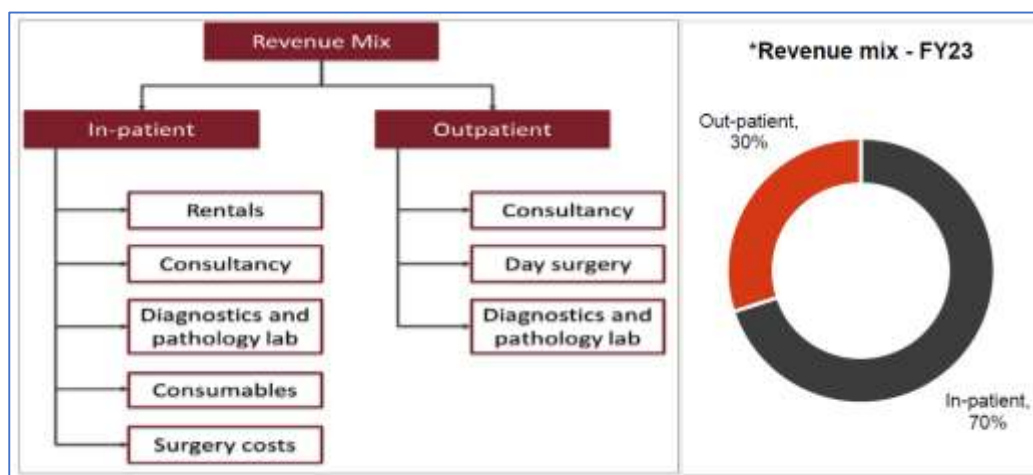 Revenue Mix
In-patient
Outpatient
Rentals
Consultancy
Diagnostics and
pathology lab
Consumables
Surgery costs
Consultancy
Day surgery
Diagnostics and
pathology lab
*Revenue mix - FY23
Out-patient,
30%
In-patient,
70%